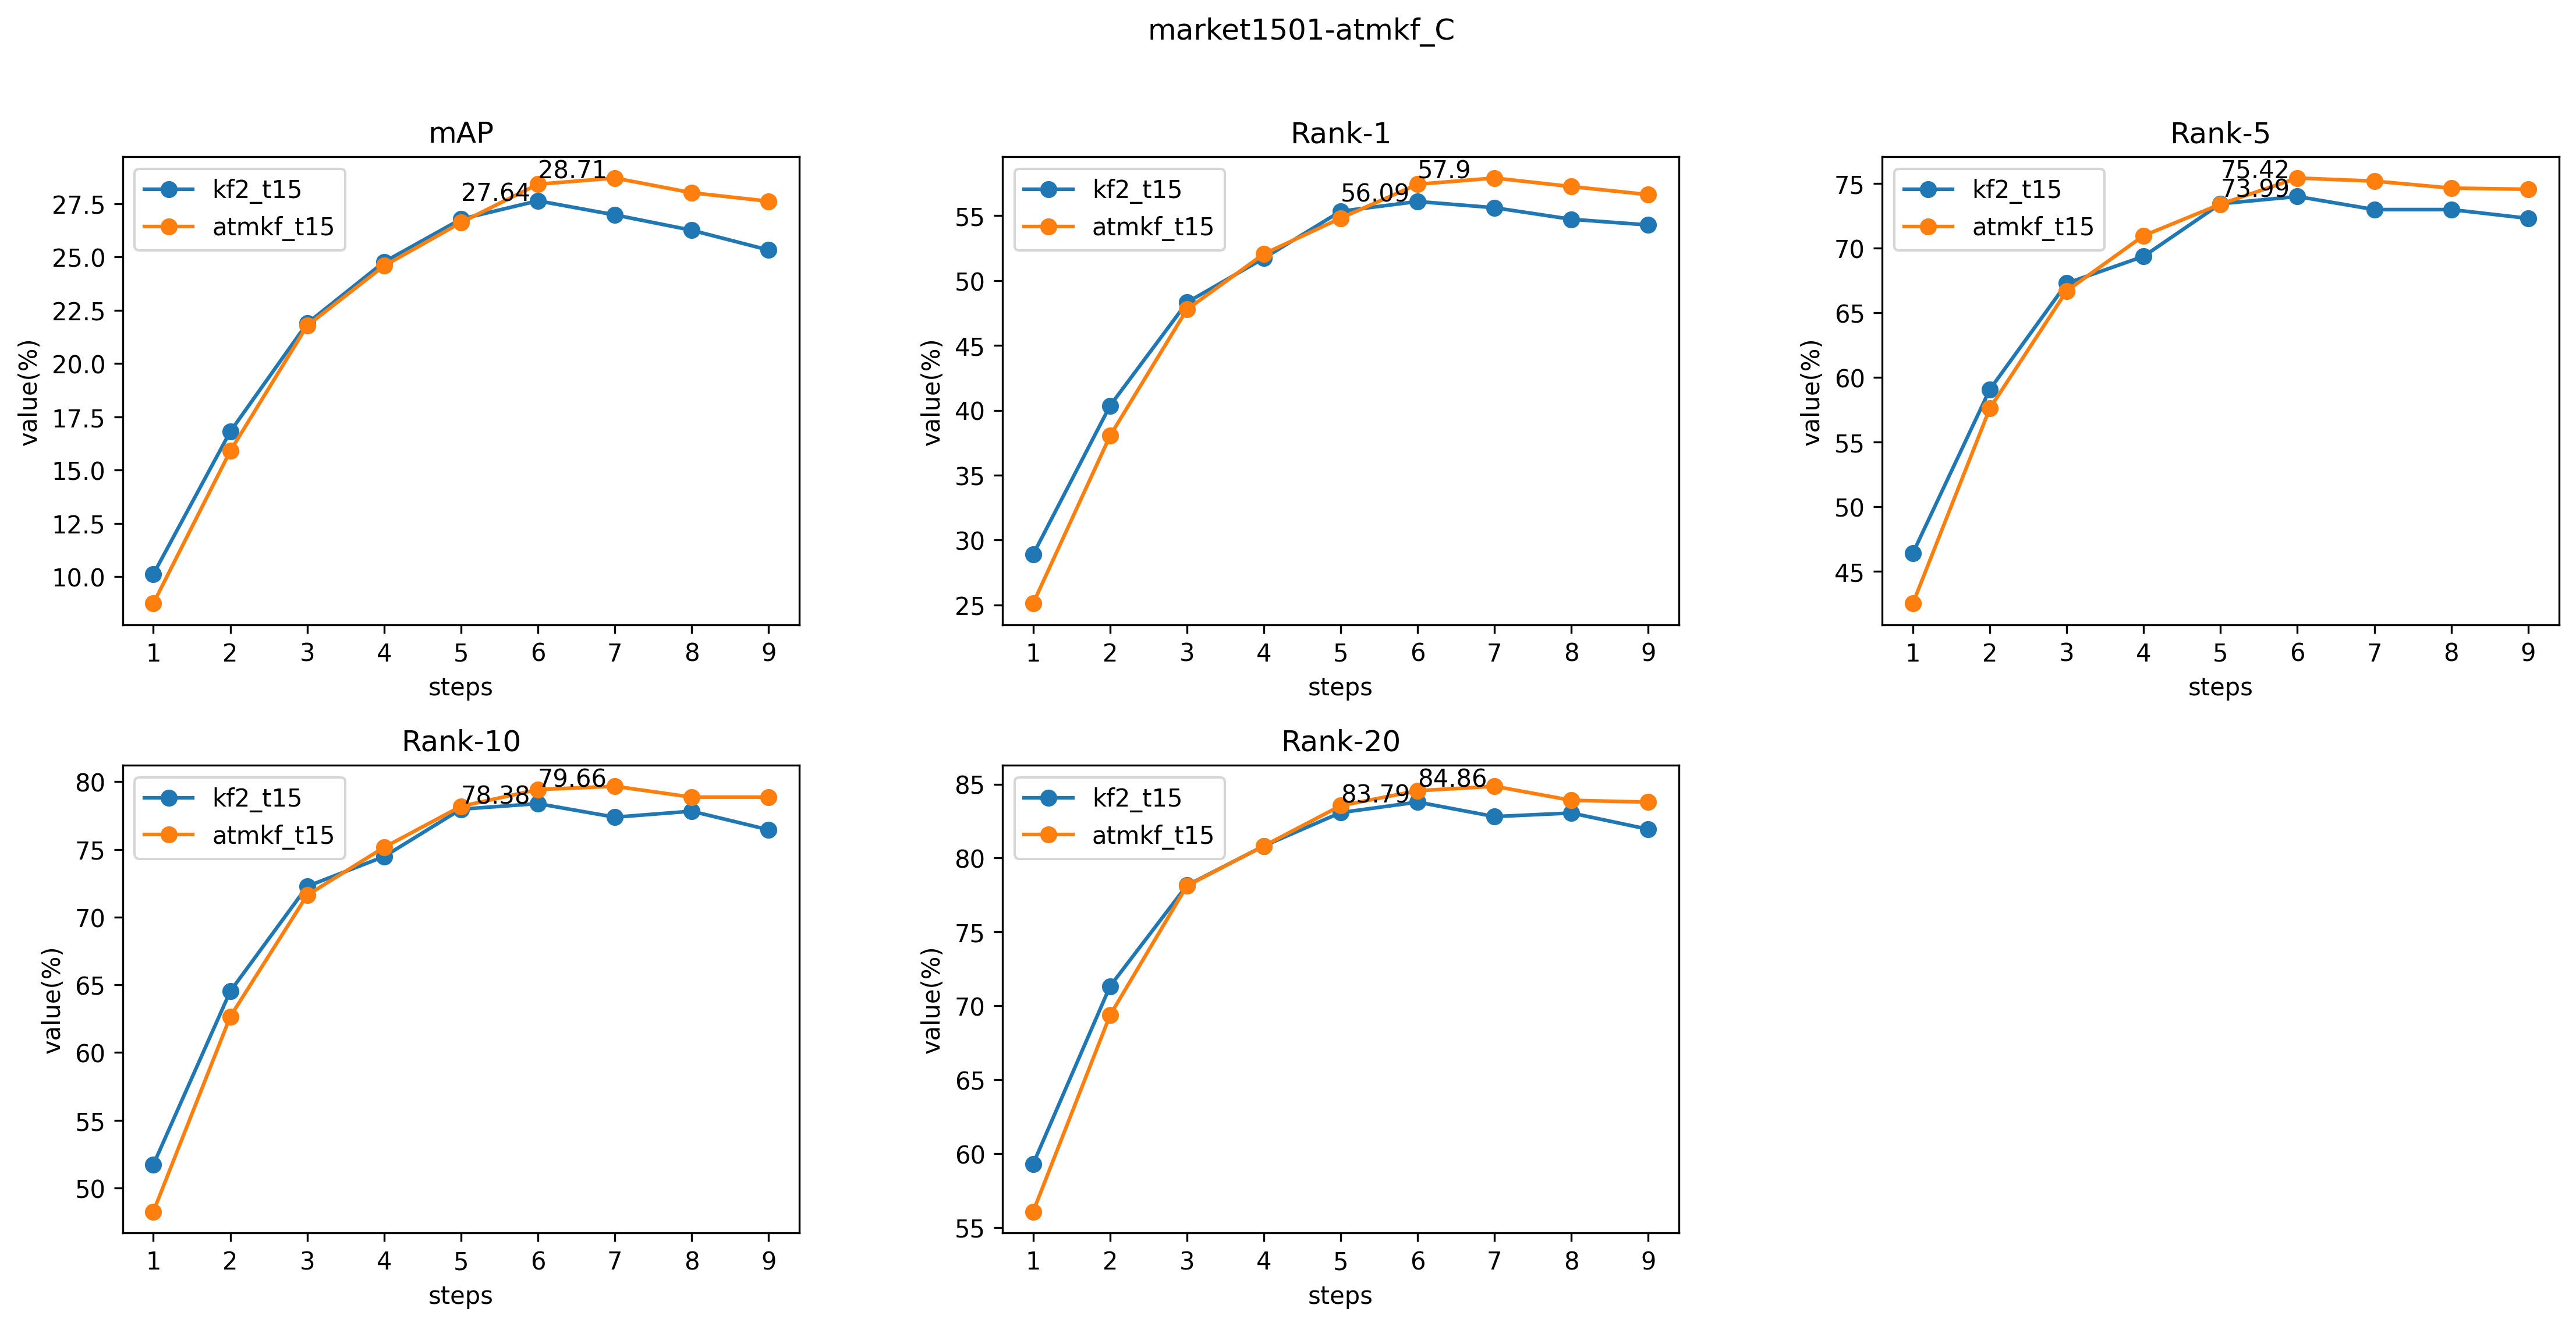 market1501-atmkf_C
mAP
kf2_t15
atmkf_t15
28.71
27.64
27.5
25.0
22.5
20.0
17.5
15.0
12.5
10.0
value(%)
1 2 3 4 5 6 7 8 9
steps
Rank-1
kf2_t15
atmkf_t15
57.9
56.09
55
50
45
40
35
30
25
value(%)
1 2 3 4 5 6 7 8 9
steps
Rank-5
kf2_t15
atmkf_t15
75.42
73.99
75
70
65
60
55
50
45
value(%)
1 2 3 4 5 6 7 8 9
steps
Rank-10
kf2_t15
atmkf_t15
79.66
78.38
80
75
70
65
60
55
50
value(%)
1 2 3 4 5 6 7 8 9
steps
Rank-20
kf2_t15
atmkf_t15
84.86
83.79
85
80
75
70
65
60
55
value(%)
1 2 3 4 5 6 7 8 9
steps